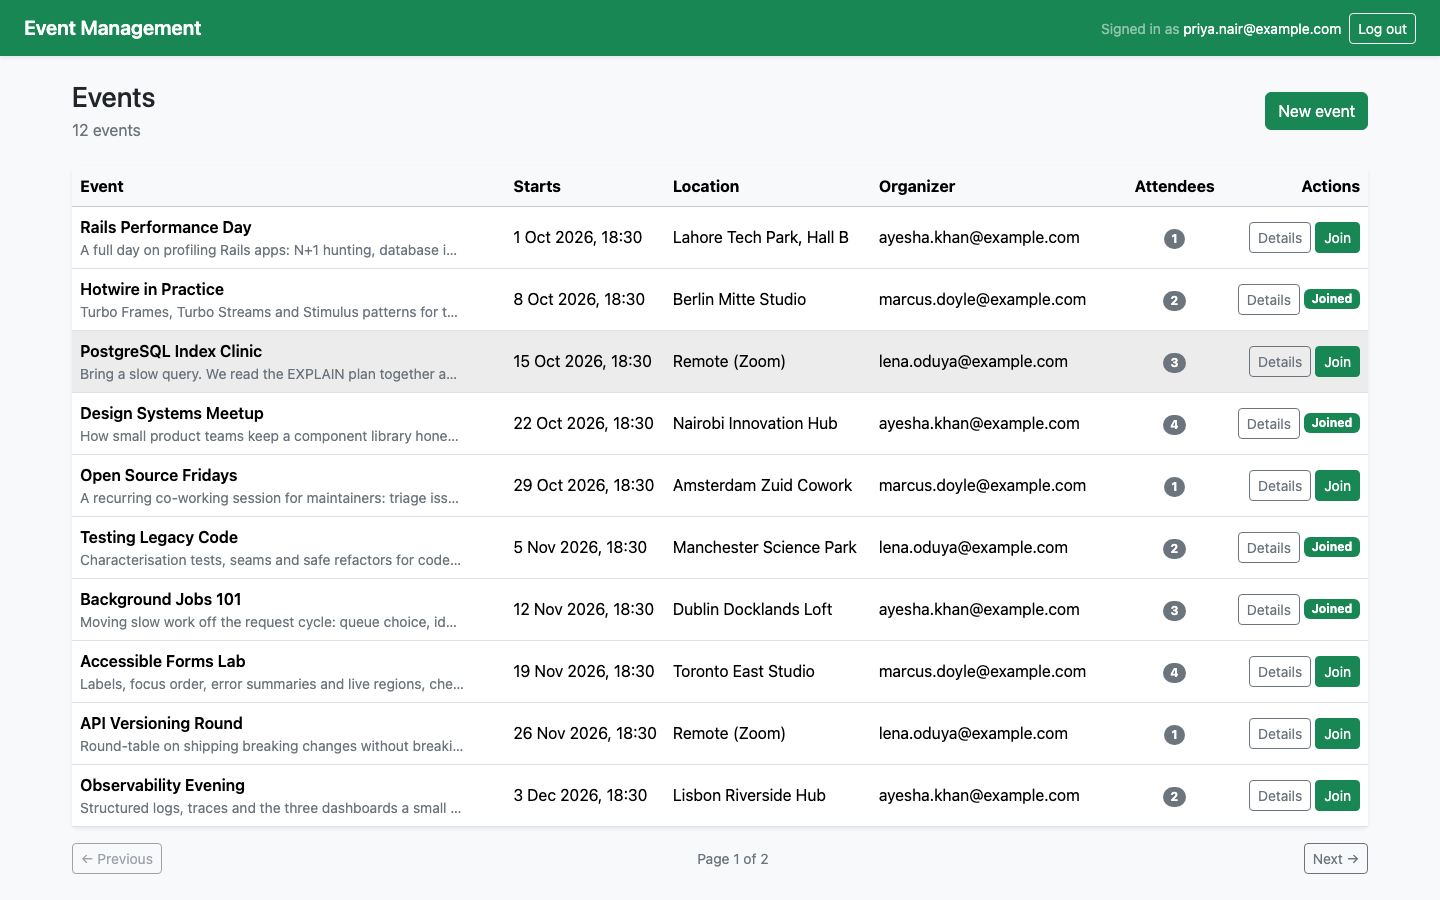 Event Management
Signed in as priya.nair@example.com Log out
Events
12 events
New event
Event Starts Location Organizer Attendees Actions
Rails Performance Day
A full day on profiling Rails apps: N+1 hunting, database i...
1 Oct 2026, 18:30 Lahore Tech Park, Hall B ayesha.khan@example.com 1 Details Join
Hotwire in Practice
Turbo Frames, Turbo Streams and Stimulus patterns for t...
8 Oct 2026, 18:30 Berlin Mitte Studio marcus.doyle@example.com 2 Details Joined
PostgreSQL Index Clinic
Bring a slow query. We read the EXPLAIN plan together a...
15 Oct 2026, 18:30 Remote (Zoom) lena.oduya@example.com 3 Details Join
Design Systems Meetup
How small product teams keep a component library hone...
22 Oct 2026, 18:30 Nairobi Innovation Hub ayesha.khan@example.com 4 Details Joined
Open Source Fridays
A recurring co-working session for maintainers: triage iss...
29 Oct 2026, 18:30 Amsterdam Zuid Cowork marcus.doyle@example.com 1 Details Join
Testing Legacy Code
Characterisation tests, seams and safe refactors for code...
5 Nov 2026, 18:30 Manchester Science Park lena.oduya@example.com 2 Details Joined
Background Jobs 101
Moving slow work off the request cycle: queue choice, id...
12 Nov 2026, 18:30 Dublin Docklands Loft ayesha.khan@example.com 3 Details Joined
Accessible Forms Lab
Labels, focus order, error summaries and live regions, che...
19 Nov 2026, 18:30 Toronto East Studio marcus.doyle@example.com 4 Details Join
API Versioning Round
Round-table on shipping breaking changes without breaki...
26 Nov 2026, 18:30 Remote (Zoom) lena.oduya@example.com 1 Details Join
Observability Evening
Structured logs, traces and the three dashboards a small ...
3 Dec 2026, 18:30 Lisbon Riverside Hub ayesha.khan@example.com 2 Details Join
← Previous Page 1 of 2 Next →